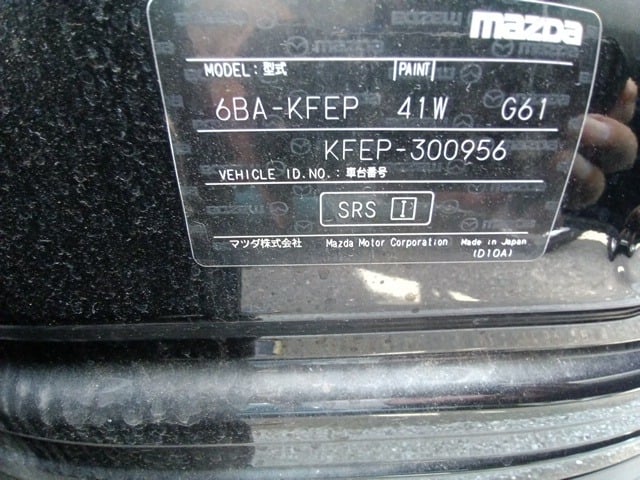 mazda
MODEL: 型式 PAINT
6BA-KFEP 41W G61
KFEP-300956
VEHICLE ID.NO.: 車台番号
SRS I
マツダ株式会社 Mazda Motor Corporation Made in Japan
(D10A)